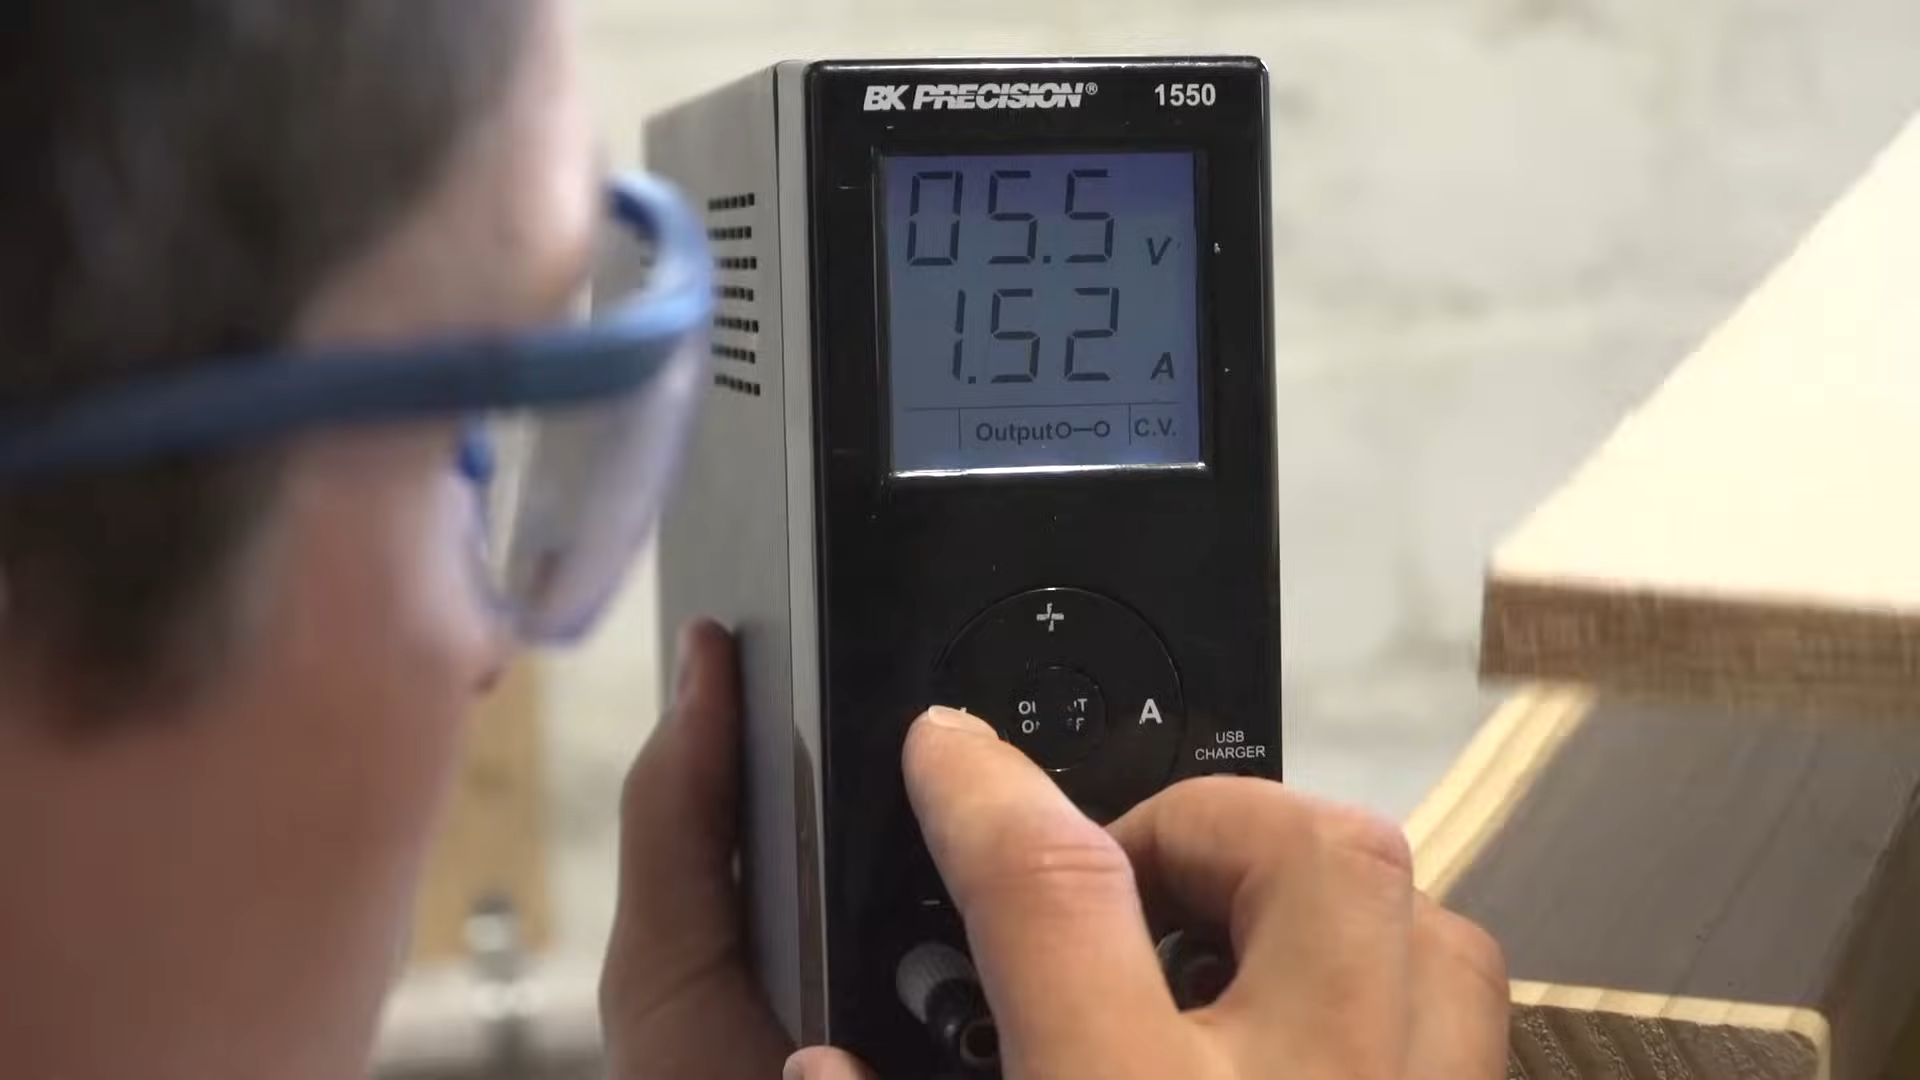 BK PRECISION® 1550
05.5 V
1.52 A
Output C.V.
+
A
USB
CHARGER
-